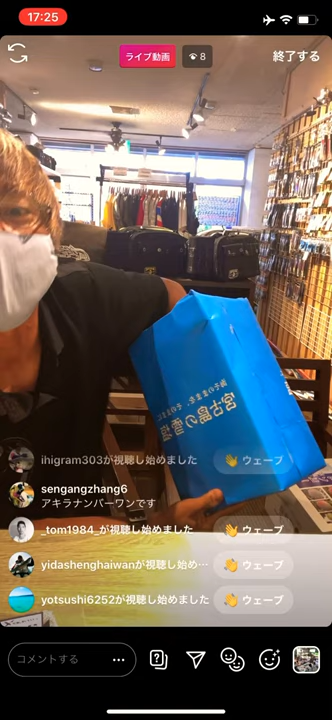 17:25
ライブ動画
8
終了する
宮古島の雪塩
ihigram303が視聴し始めました
ウェーブ
sengangzhang6
アキラナンバーワンです
_tom1984_が視聴し始めました
ウェーブ
yidashenghaiwanが視聴し始め…
ウェーブ
yotsushi6252が視聴し始めました
ウェーブ
コメントする